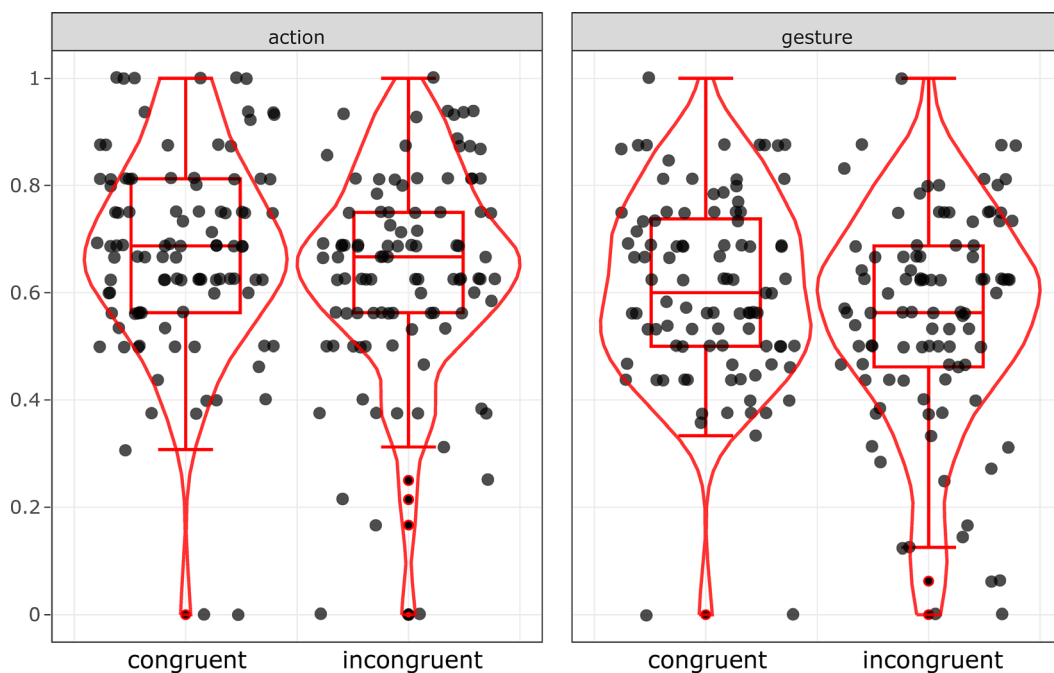 action
gesture
1
0.8
0.6
0.4
0.2
0
congruent
incongruent
congruent
incongruent